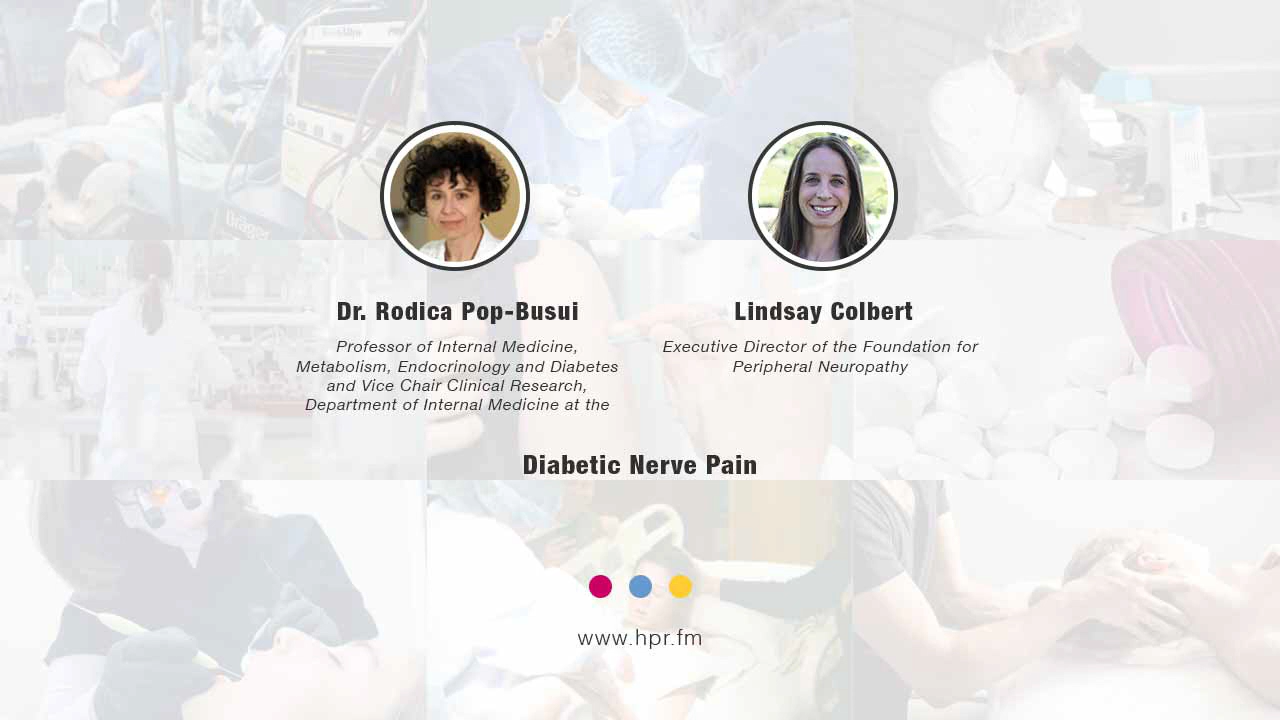 Dr. Rodica Pop-Busui
Professor of Internal Medicine,
Metabolism, Endocrinology and Diabetes
and Vice Chair Clinical Research,
Department of Internal Medicine at the
Lindsay Colbert
Executive Director of the Foundation for
Peripheral Neuropathy
Diabetic Nerve Pain
www.hpr.fm
Dräger